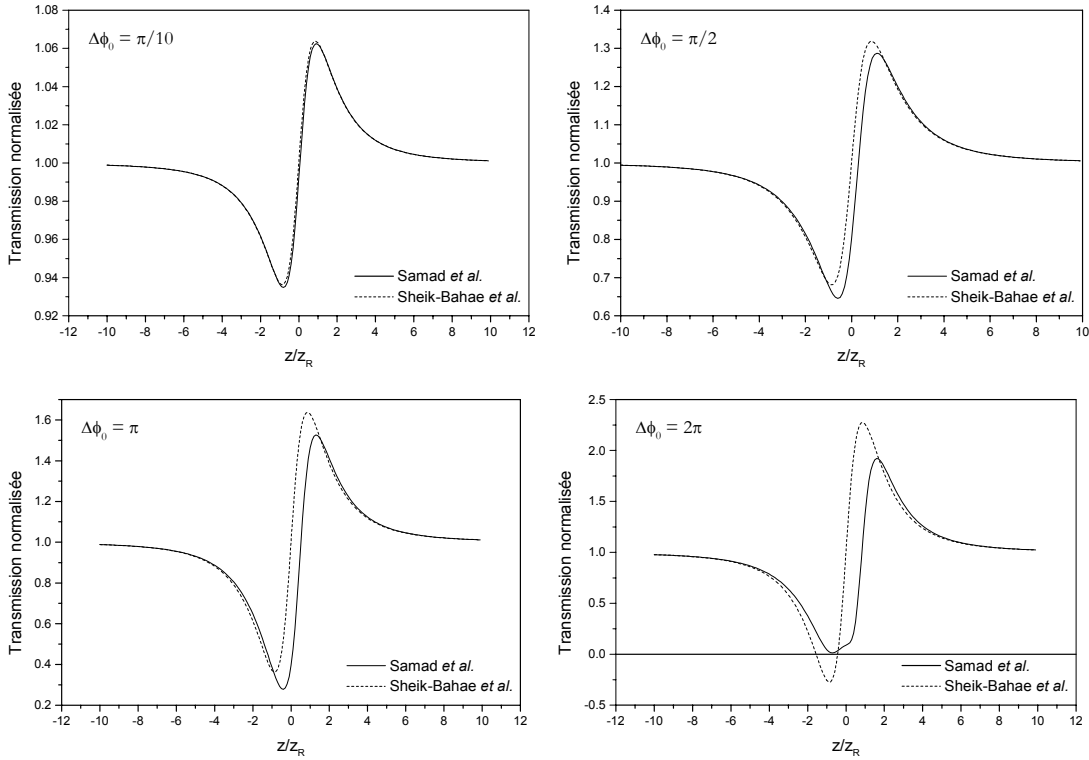 Δϕ₀ = π/10
Transmission normalisée
1.08
1.06
1.04
1.02
1.00
0.98
0.96
0.94
0.92
-12 -10 -8 -6 -4 -2 0 2 4 6 8 10 12
z/z_R
Samad et al.
Sheik-Bahae et al.
Δϕ₀ = π/2
Transmission normalisée
1.4
1.3
1.2
1.1
1.0
0.9
0.8
0.7
0.6
-10 -8 -6 -4 -2 0 2 4 6 8 10
z/z_R
Samad et al.
Sheik-Bahae et al.
Δϕ₀ = π
Transmission normalisée
1.6
1.4
1.2
1.0
0.8
0.6
0.4
0.2
-12 -10 -8 -6 -4 -2 0 2 4 6 8 10 12
z/z_R
Samad et al.
Sheik-Bahae et al.
Δϕ₀ = 2π
Transmission normalisée
2.5
2.0
1.5
1.0
0.5
0.0
-0.5
-12 -10 -8 -6 -4 -2 0 2 4 6 8 10 12
z/z_R
Samad et al.
Sheik-Bahae et al.